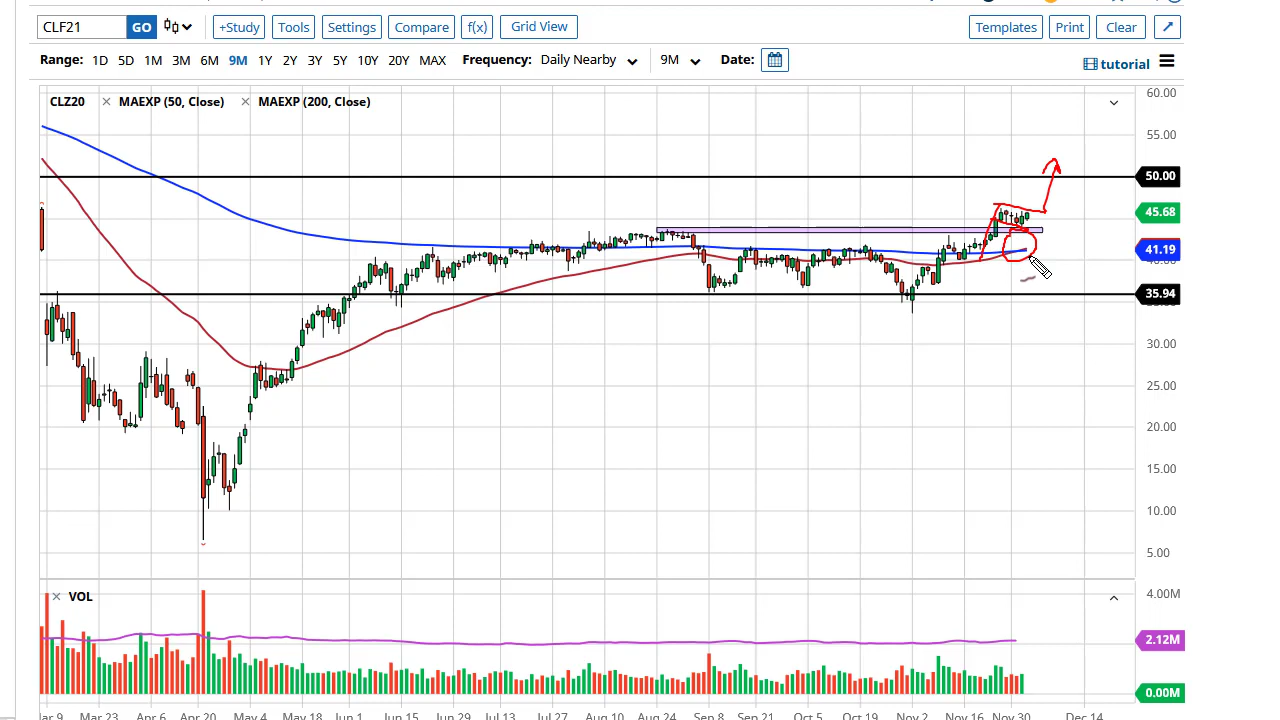 CLF21 GO +Study Tools Settings Compare f(x) Grid View Templates Print Clear
Range: 1D 5D 1M 3M 6M 9M 1Y 2Y 3Y 5Y 10Y 20Y MAX Frequency: Daily Nearby 9M Date: tutorial
CLZ20 MAEXP (50, Close) MAEXP (200, Close)
60.00
55.00
50.00
45.68
41.19
35.94
30.00
25.00
20.00
15.00
10.00
5.00
VOL
4.00M
2.12M
0.00M
Mar 9 Mar 23 Apr 6 Apr 20 May 4 May 18 Jun 1 Jun 15 Jun 29 Jul 13 Jul 27 Aug 10 Aug 24 Sep 8 Sep 21 Oct 5 Oct 19 Nov 2 Nov 16 Nov 30 Dec 14